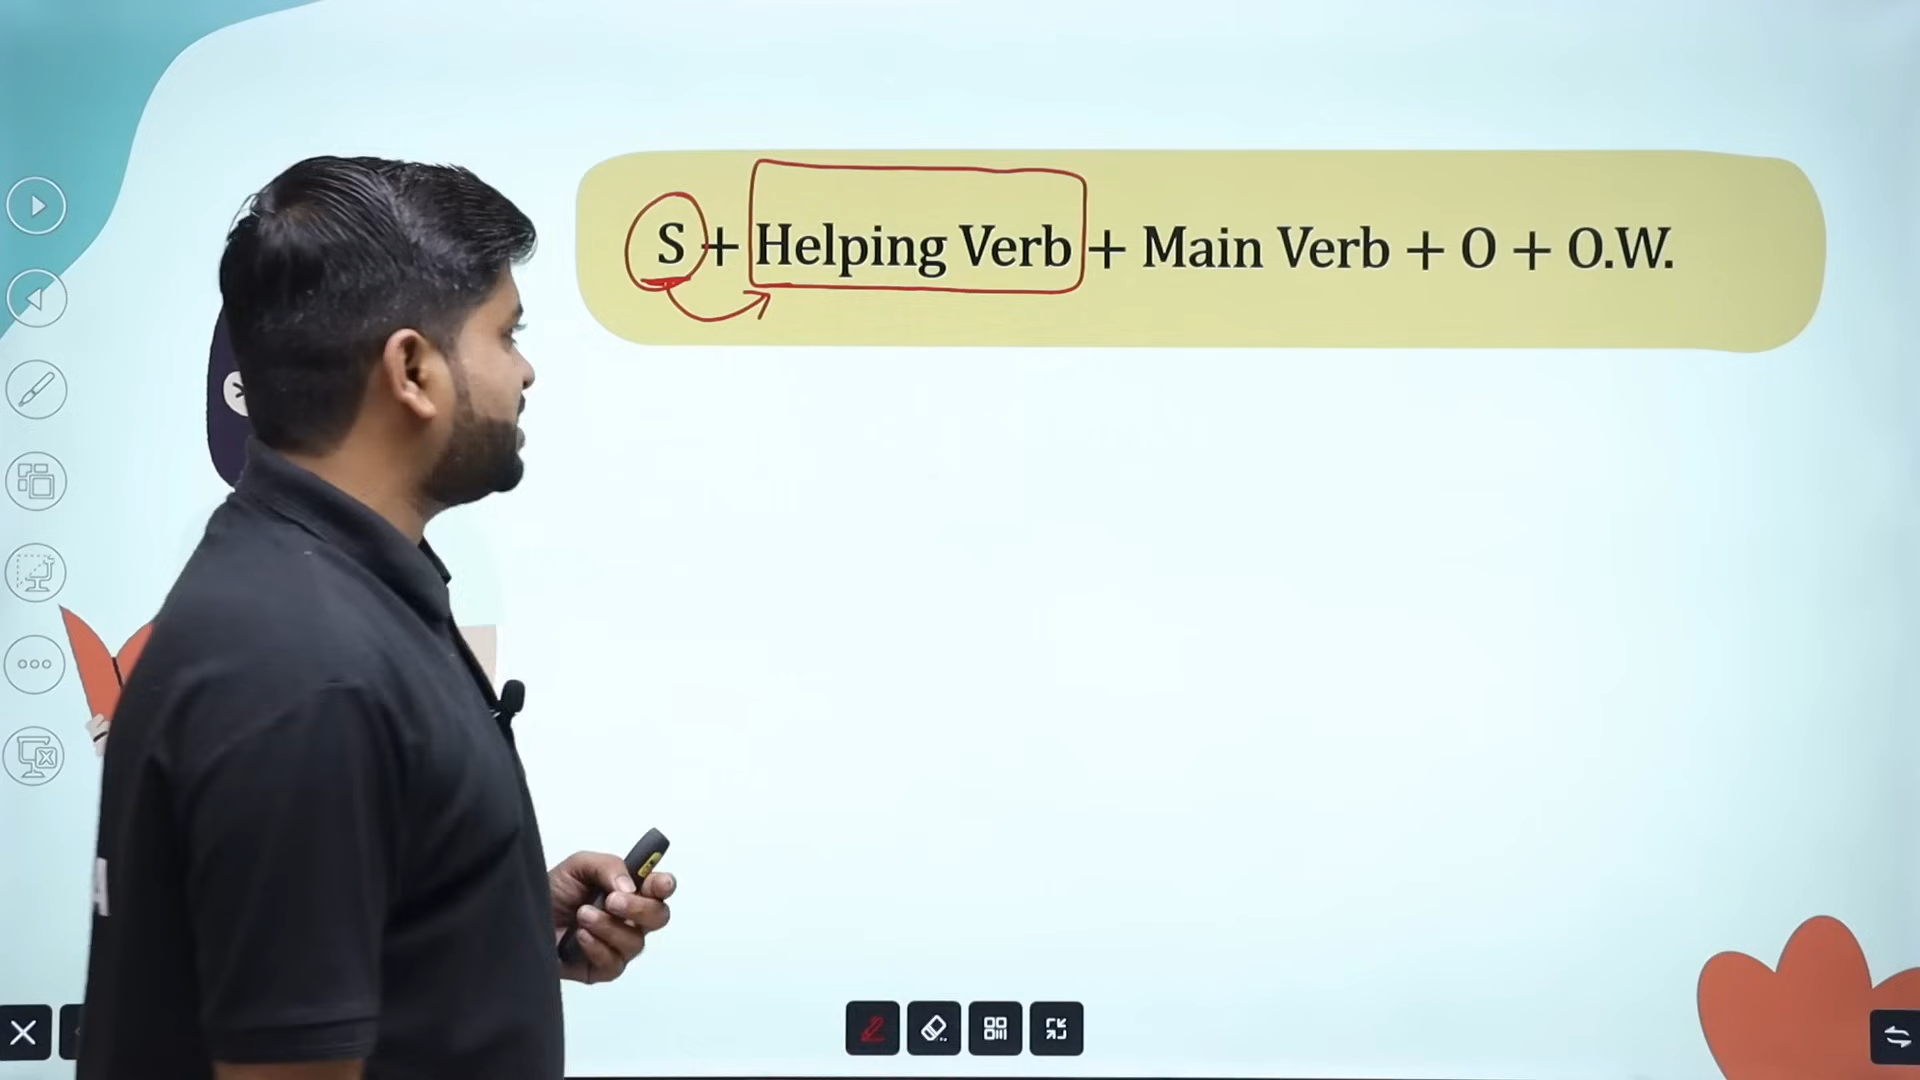 S + Helping Verb + Main Verb + O + O.W.
A